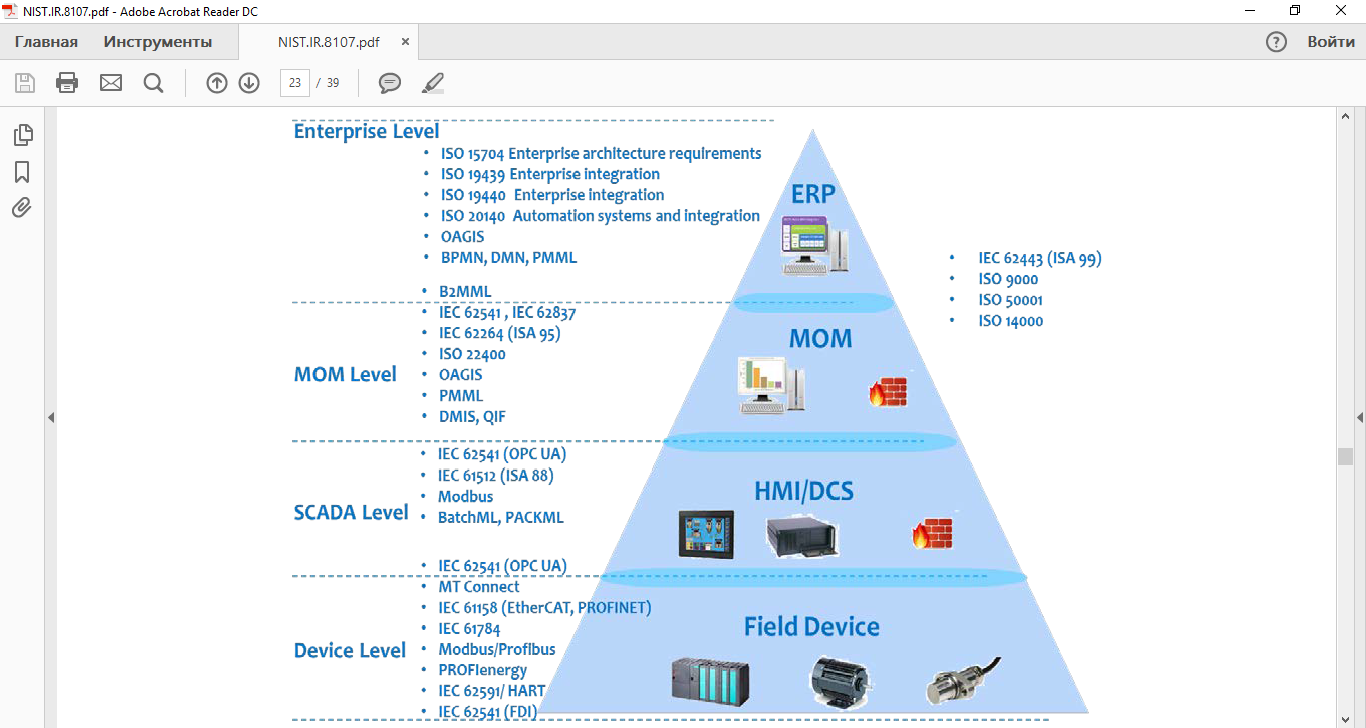 NIST.IR.8107.pdf - Adobe Acrobat Reader DC
Главная Инструменты NIST.IR.8107.pdf × ? Войти
23 / 39
Enterprise Level
• ISO 15704 Enterprise architecture requirements
• ISO 19439 Enterprise integration
• ISO 19440 Enterprise integration
• ISO 20140 Automation systems and integration
• OAGIS
• BPMN, DMN, PMML
• B2MML
MOM Level
• IEC 62541 , IEC 62837
• IEC 62264 (ISA 95)
• ISO 22400
• OAGIS
• PMML
• DMIS, QIF
SCADA Level
• IEC 62541 (OPC UA)
• IEC 61512 (ISA 88)
• Modbus
• BatchML, PACKML
• IEC 62541 (OPC UA)
Device Level
• MT Connect
• IEC 61158 (EtherCAT, PROFINET)
• IEC 61784
• Modbus/Profibus
• PROFIenergy
• IEC 62591/ HART
• IEC 62541 (FDI)
ERP
MOM
HMI/DCS
Field Device
• IEC 62443 (ISA 99)
• ISO 9000
• ISO 50001
• ISO 14000